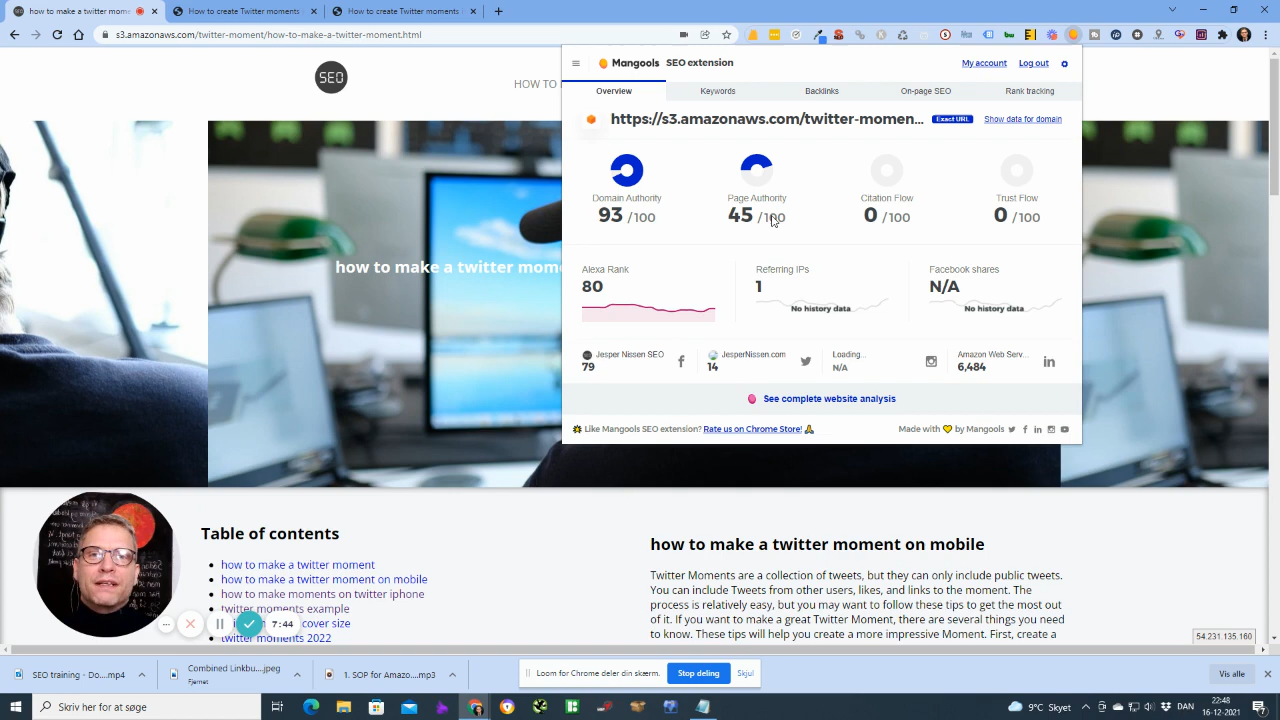 how to make a twitter mome
How to create Twitter moments
How to create Twitter moments
s3.amazonaws.com/twitter-moment/how-to-make-a-twitter-moment.html
SEO
HOW TO
Mangools SEO extension
My account
Log out
Overview
Keywords
Backlinks
On-page SEO
Rank tracking
https://s3.amazonaws.com/twitter-momen...
Exact URL
Show data for domain
Domain Authority
93 /100
Page Authority
45 /100
Citation Flow
0 /100
Trust Flow
0 /100
how to make a twitter mom
Alexa Rank
80
Referring IPs
1
No history data
Facebook shares
N/A
No history data
Jesper Nissen SEO
79
JesperNissen.com
14
Loading...
N/A
Amazon Web Serv...
6,484
See complete website analysis
Like Mangools SEO extension? Rate us on Chrome Store!
Made with by Mangools
Table of contents
how to make a twitter moment
how to make a twitter moment on mobile
how to make moments on twitter iphone
twitter moments example
cover size
twitter moments 2022
7:44
how to make a twitter moment on mobile
Twitter Moments are a collection of tweets, but they can only include public tweets.
You can include Tweets from other users, likes, and links to the moment. The
process is relatively easy, but you may want to follow these tips to get the most out
of it. If you want to make a great Twitter Moment, there are several things you need
to know. These tips will help you create a more impressive Moment. First, create a
54.231.135.160
SEO training - Do....mp4
Combined Linkbu....jpeg
Fjernet
1. SOP for Amazo....mp3
Loom for Chrome deler din skærm.
Stop deling
Skjul
Vis alle
Skriv her for at søge
9°C Skyet
DAN
22:48
16-12-2021